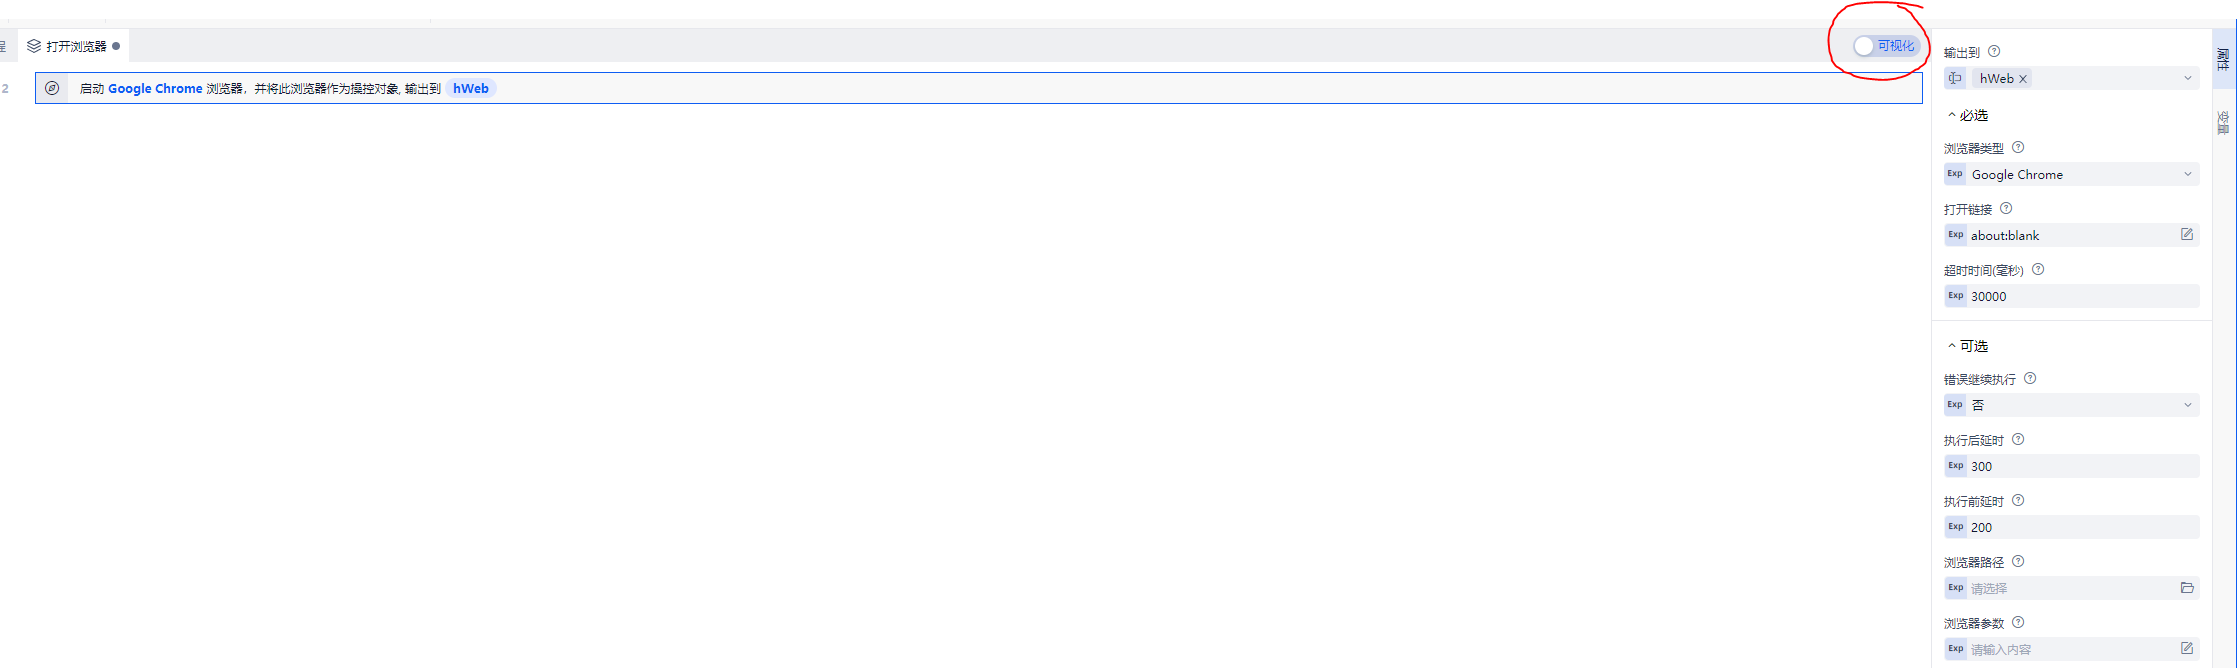 程
打开浏览器
可视化
2
启动 Google Chrome 浏览器，并将此浏览器作为操控对象, 输出到 hWeb
输出到
hWeb
必选
浏览器类型
Exp Google Chrome
打开链接
Exp about:blank
超时时间(毫秒)
Exp 30000
可选
错误继续执行
Exp 否
执行后延时
Exp 300
执行前延时
Exp 200
浏览器路径
Exp 请选择
浏览器参数
Exp 请输入内容
属性
变量